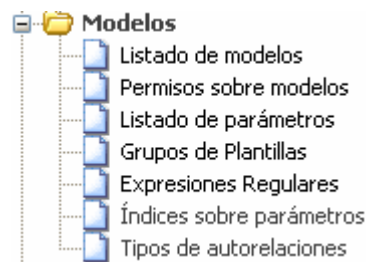 Modelos
Listado de modelos
Permisos sobre modelos
Listado de parámetros
Grupos de Plantillas
Expresiones Regulares
Índices sobre parámetros
Tipos de autorelaciones